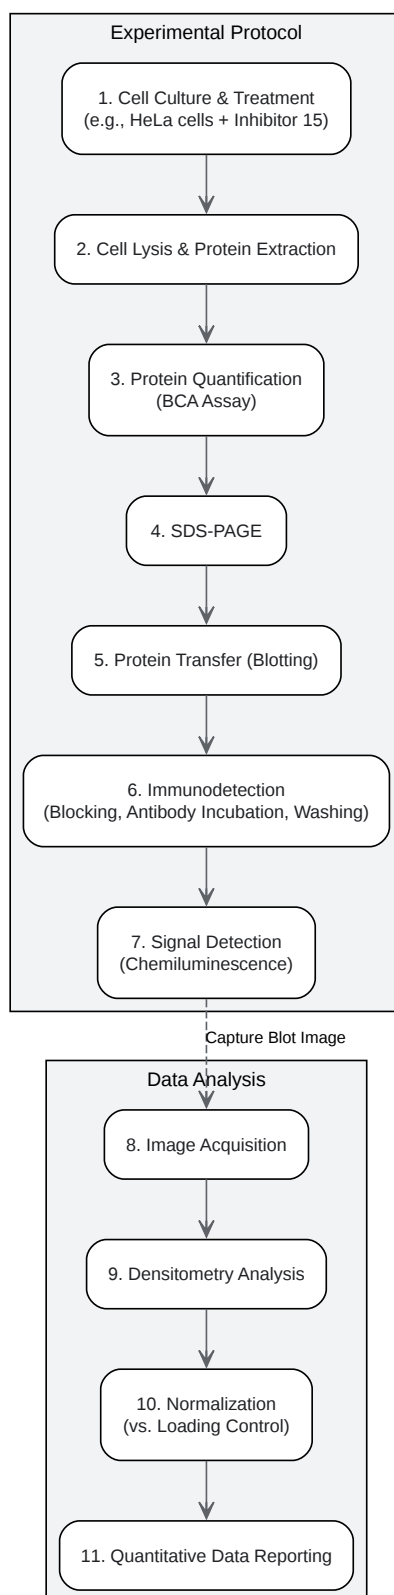 Experimental Protocol
1. Cell Culture & Treatment
(e.g., HeLa cells + Inhibitor 15)
2. Cell Lysis & Protein Extraction
3. Protein Quantification
(BCA Assay)
4. SDS-PAGE
5. Protein Transfer (Blotting)
6. Immunodetection
(Blocking, Antibody Incubation, Washing)
7. Signal Detection
(Chemiluminescence)
Capture Blot Image
Data Analysis
8. Image Acquisition
9. Densitometry Analysis
10. Normalization
(vs. Loading Control)
11. Quantitative Data Reporting